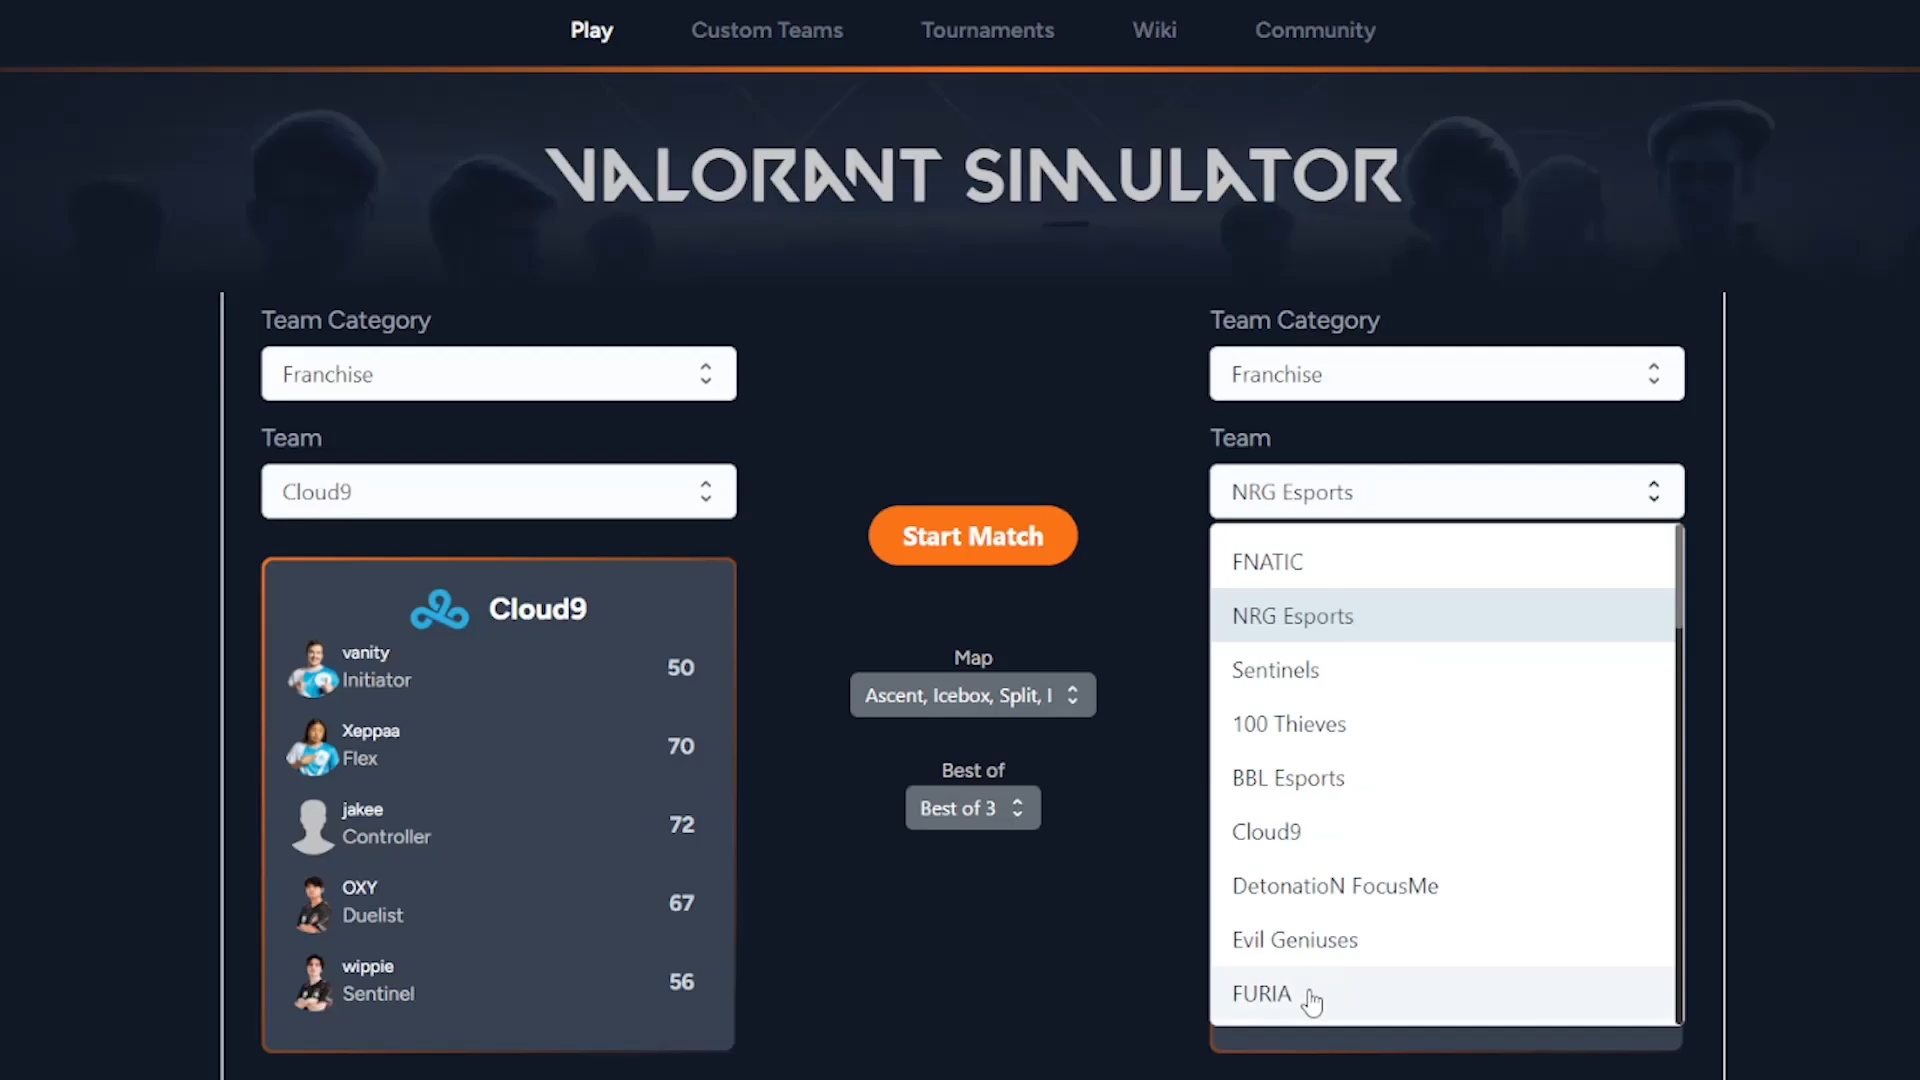 Play
Custom Teams
Tournaments
Wiki
Community
VALORANT SIMULATOR
Team Category
Franchise
Team
Cloud9
Cloud9
vanity
Initiator
50
Xeppaa
Flex
70
jakee
Controller
72
OXY
Duelist
67
wippie
Sentinel
56
Start Match
Map
Ascent, Icebox, Split, I
Best of
Best of 3
Team Category
Franchise
Team
NRG Esports
FNATIC
NRG Esports
Sentinels
100 Thieves
BBL Esports
Cloud9
DetonatioN FocusMe
Evil Geniuses
FURIA